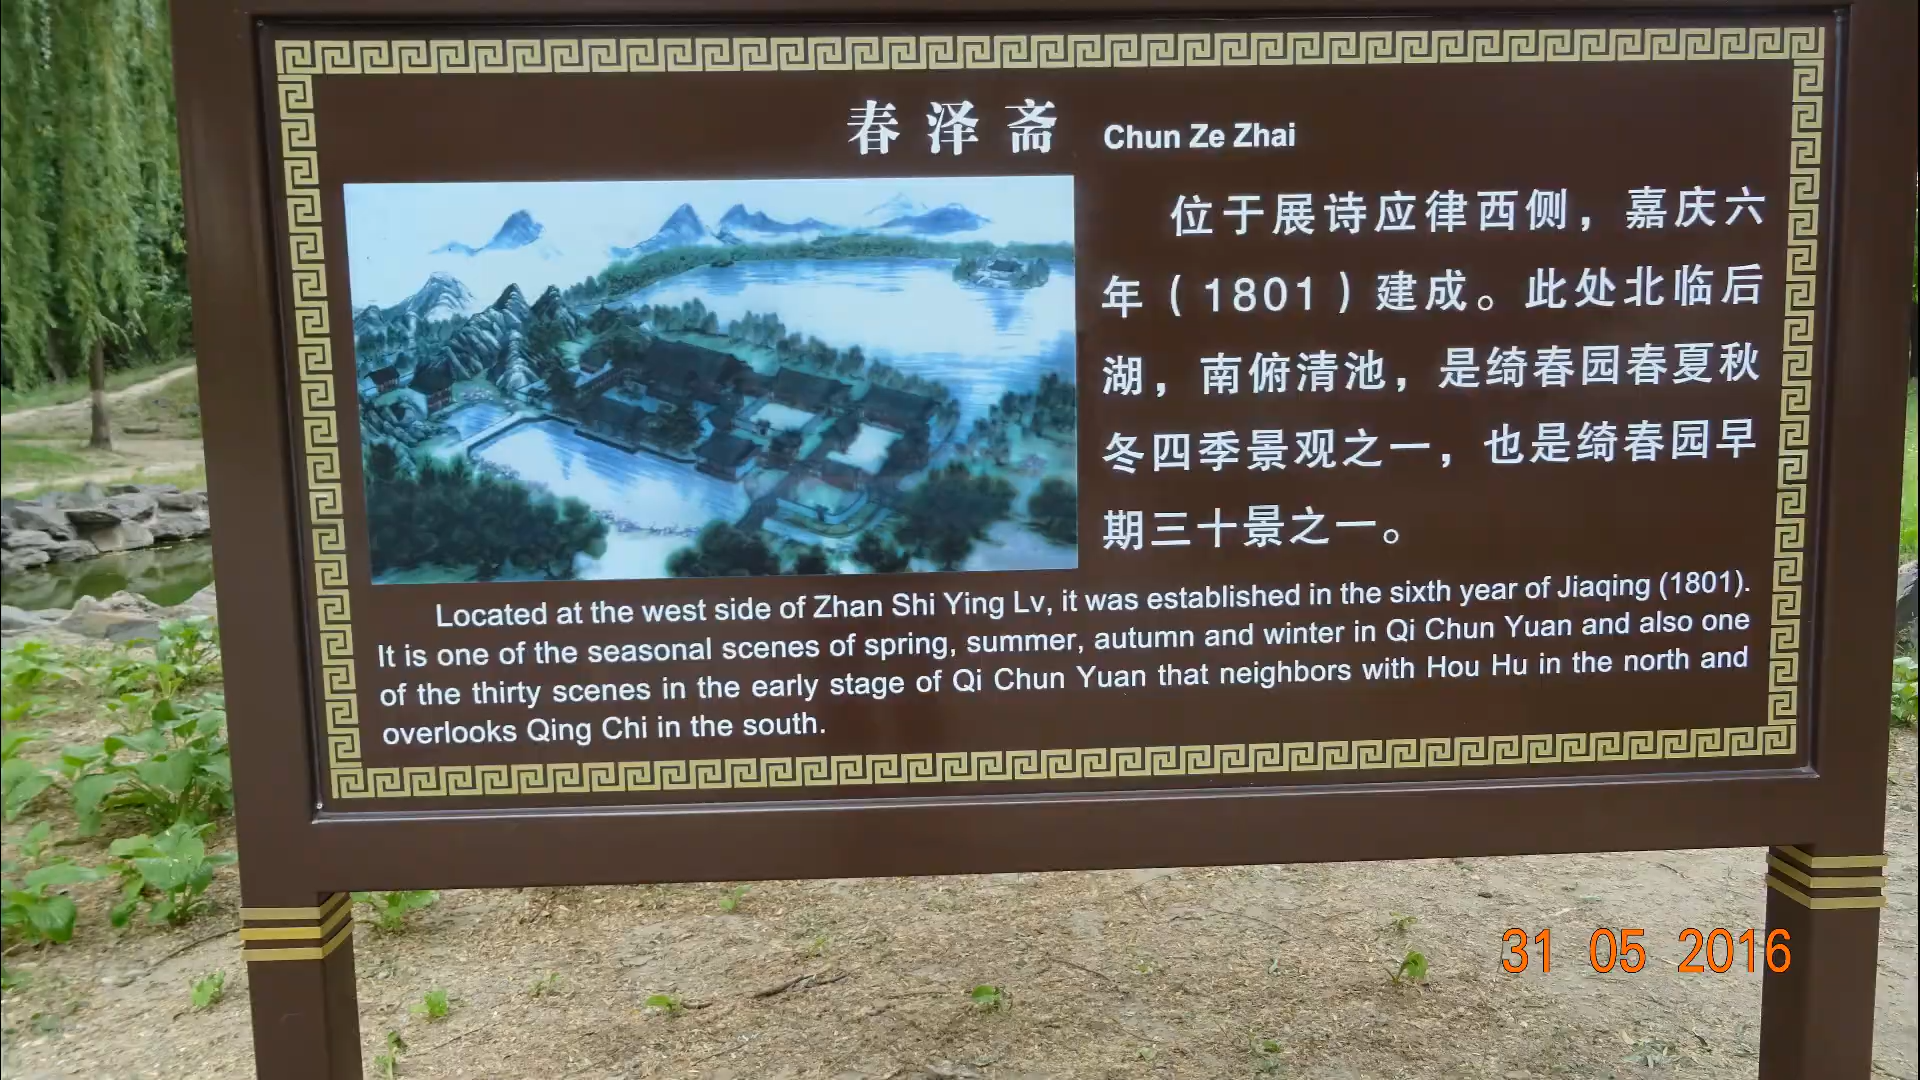 春泽斋 Chun Ze Zhai
位于展诗应律西侧，嘉庆六
年（1801）建成。此处北临后
湖，南俯清池，是绮春园春夏秋
冬四季景观之一，也是绮春园早
期三十景之一。
Located at the west side of Zhan Shi Ying Lv, it was established in the sixth year of Jiaqing (1801).
It is one of the seasonal scenes of spring, summer, autumn and winter in Qi Chun Yuan and also one
of the thirty scenes in the early stage of Qi Chun Yuan that neighbors with Hou Hu in the north and
overlooks Qing Chi in the south.
31 05 2016